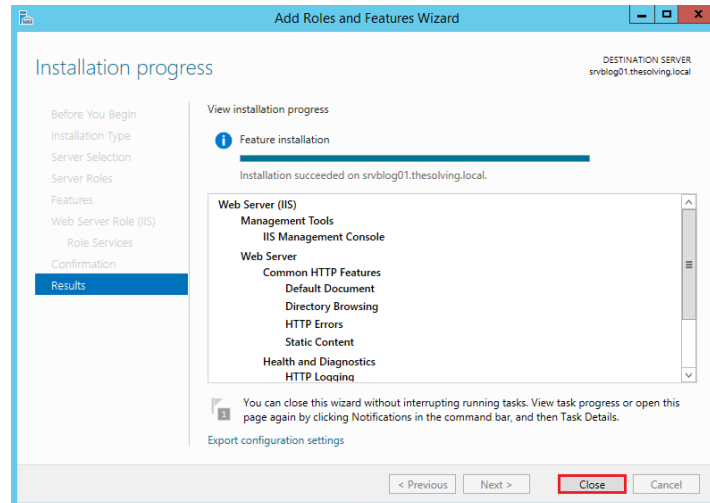 Add Roles and Features Wizard
Installation progress
DESTINATION SERVER
srvblog01.thesolving.local
Before You Begin
Installation Type
Server Selection
Server Roles
Features
Web Server Role (IIS)
Role Services
Confirmation
Results
View installation progress
Feature installation
Installation succeeded on srvblog01.thesolving.local.
Web Server (IIS)
Management Tools
IIS Management Console
Web Server
Common HTTP Features
Default Document
Directory Browsing
HTTP Errors
Static Content
Health and Diagnostics
HTTP Logging
1
You can close this wizard without interrupting running tasks. View task progress or open this
page again by clicking Notifications in the command bar, and then Task Details.
Export configuration settings
< Previous
Next >
Close
Cancel